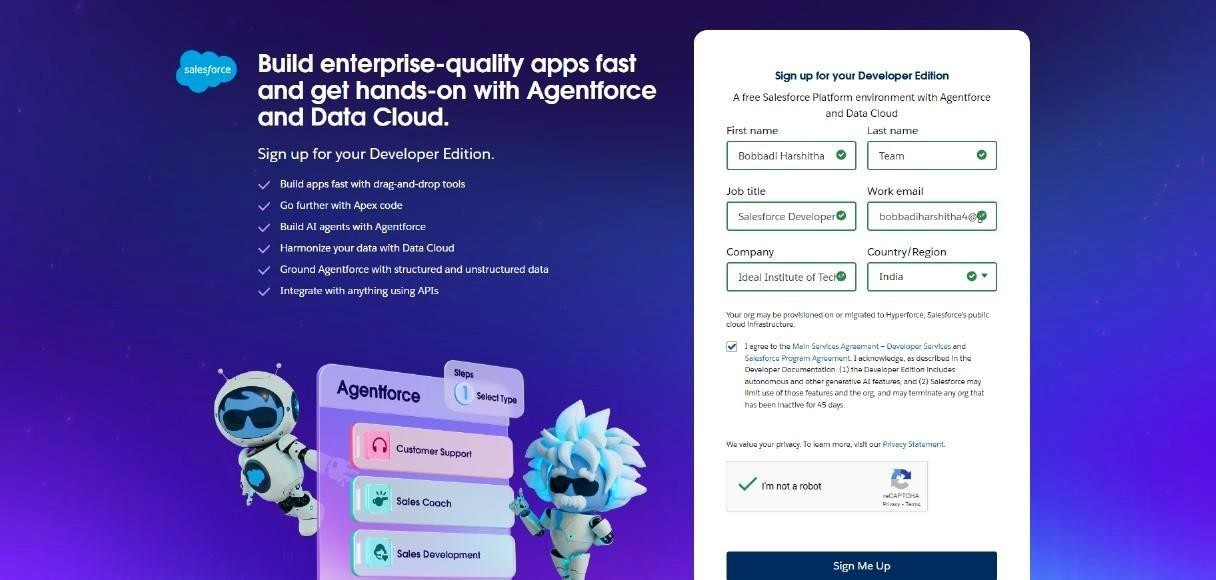 salesforce
Build enterprise-quality apps fast
and get hands-on with Agentforce
and Data Cloud.
Sign up for your Developer Edition.
Build apps fast with drag-and-drop tools
Go further with Apex code
Build AI agents with Agentforce
Harmonize your data with Data Cloud
Ground Agentforce with structured and unstructured data
Integrate with anything using APIs
Agentforce
Steps
1 Select Type
Customer Support
Sales Coach
Sales Development
Sign up for your Developer Edition
A free Salesforce Platform environment with Agentforce
and Data Cloud
First name Last name
Bobbadi Harshitha Team
Job title Work email
Salesforce Developer bobbadiharshitha4@
Company Country/Region
Ideal Institute of Tec India
Your org may be provisioned on or migrated to Hyperforce, Salesforce's public
cloud infrastructure.
I agree to the Main Services Agreement – Developer Services and
Salesforce Program Agreement. I acknowledge, as described in the
Developer Documentation: (1) the Developer Edition includes
autonomous and other generative AI features; and (2) Salesforce may
limit use of those features and the org, and may terminate any org that
has been inactive for 45 days.
We value your privacy. To learn more, visit our Privacy Statement.
I'm not a robot
reCAPTCHA
Privacy - Terms
Sign Me Up